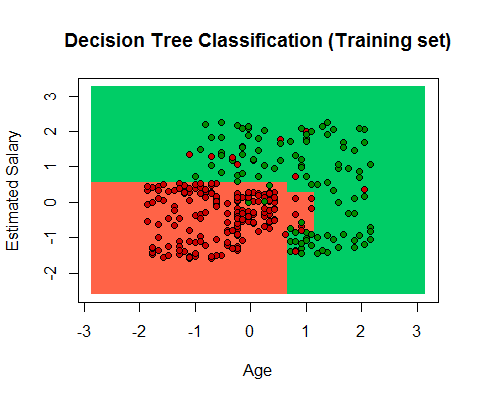 Decision Tree Classification (Training set)
Estimated Salary
3
2
1
0
-1
-2
-3 -2 -1 0 1 2 3
Age